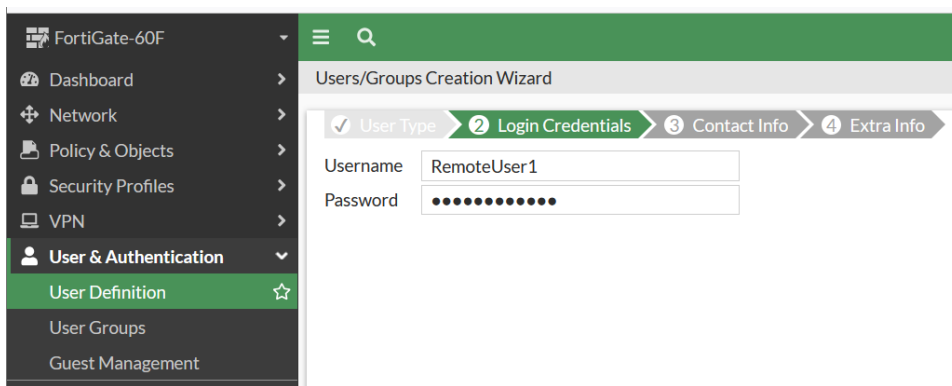 FortiGate-60F
Dashboard
Network
Policy & Objects
Security Profiles
VPN
User & Authentication
User Definition
User Groups
Guest Management
Users/Groups Creation Wizard
User Type 2 Login Credentials 3 Contact Info 4 Extra Info
Username RemoteUser1
Password ●●●●●●●●●●●●